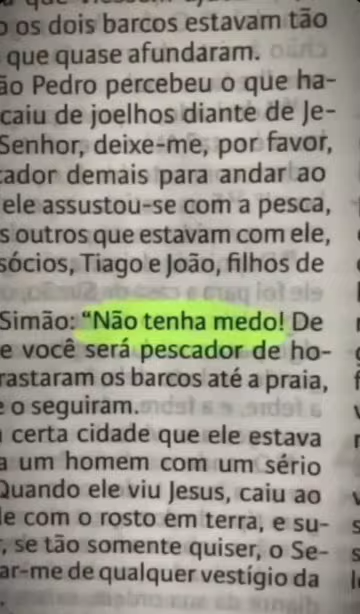 os dois barcos estavam tão
que quase afundaram.
Pedro percebeu o que ha-
caiu de joelhos diante de Je-
Senhor, deixe-me, por favor,
demais para andar ao
ele assustou-se com a pesca,
outros que estavam com ele,
sócios, Tiago e João, filhos de
Simão: “Não tenha medo! De
e você será pescador de ho-
rastaram os barcos até a praia,
e o seguiram.
certa cidade que ele estava
um homem com um sério
Quando ele viu Jesus, caiu ao
com o rosto em terra, e su-
se tão somente quiser, o Se-
ar-me de qualquer vestígio da